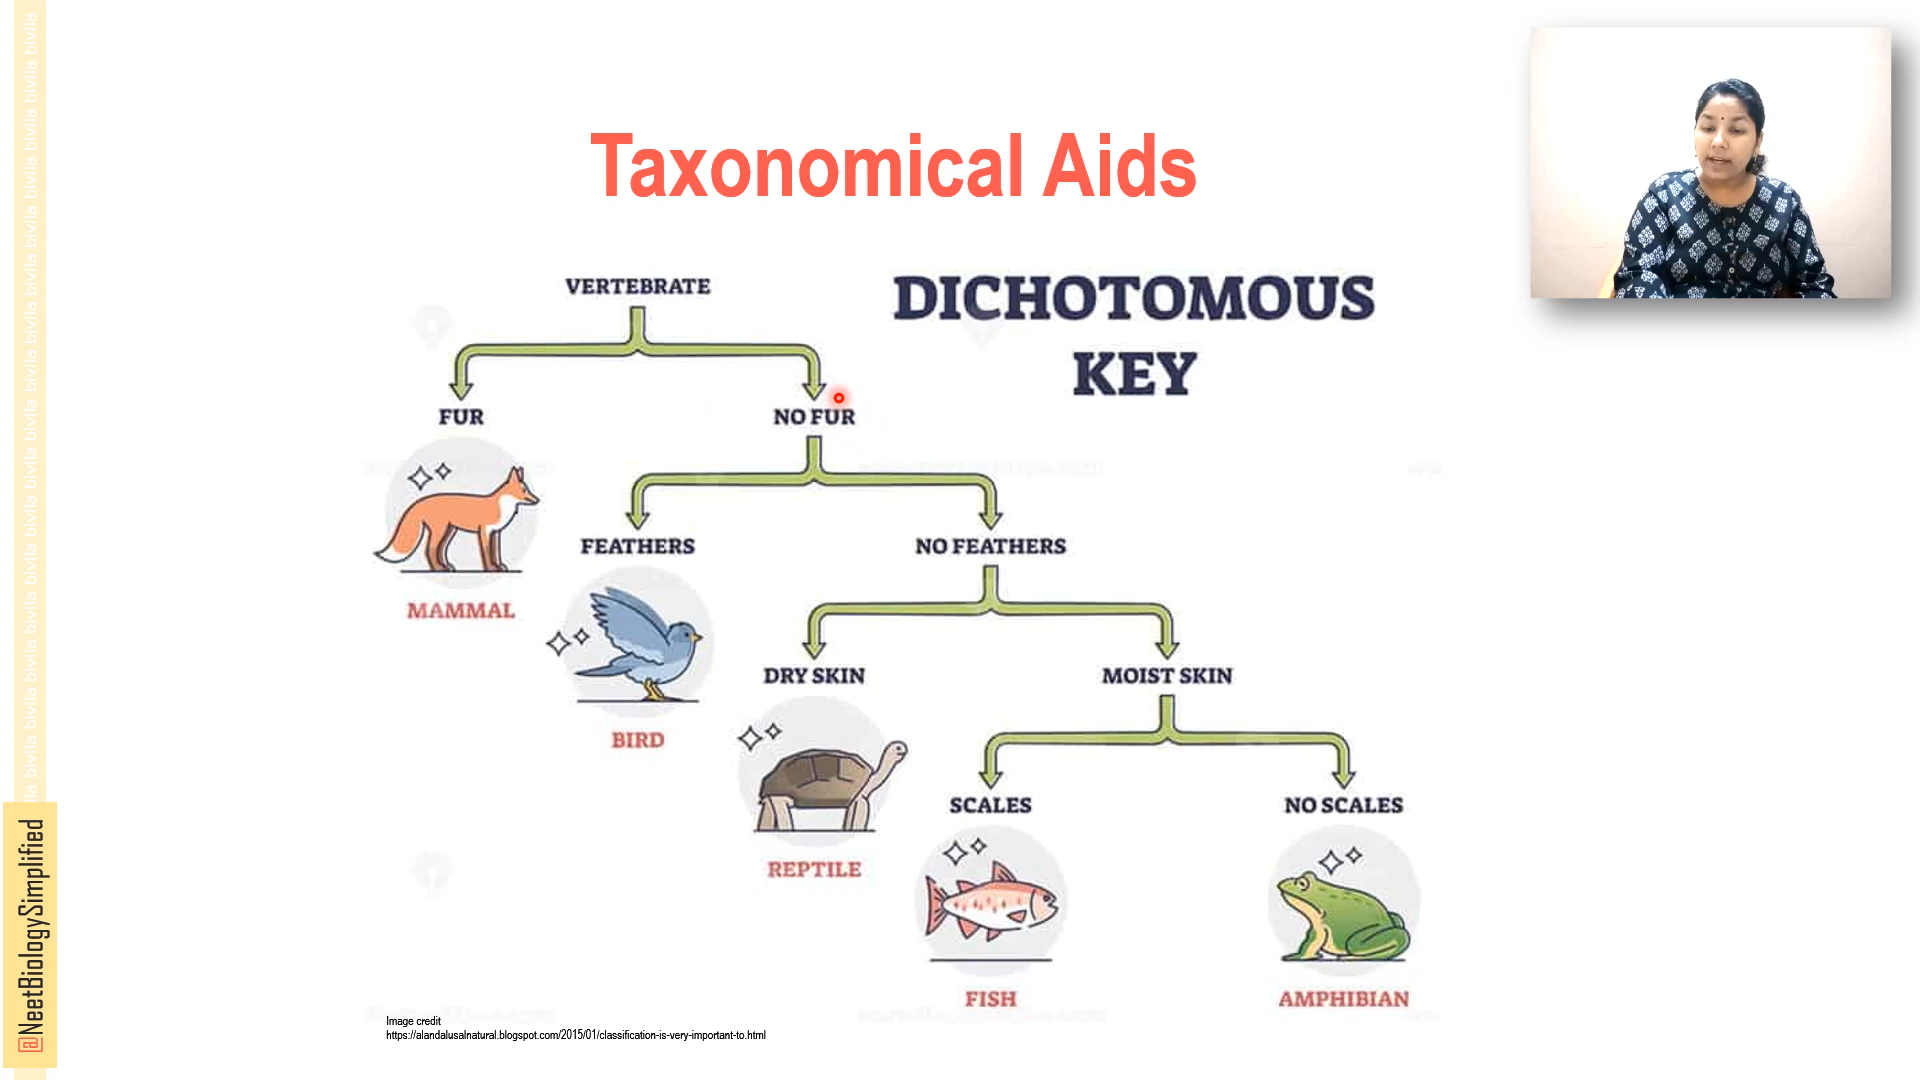 Taxonomical Aids
DICHOTOMOUS
KEY
VERTEBRATE
FUR
NO FUR
MAMMAL
FEATHERS
NO FEATHERS
BIRD
DRY SKIN
MOIST SKIN
REPTILE
SCALES
NO SCALES
FISH
AMPHIBIAN
Image credit
https://alandalusalnatural.blogspot.com/2015/01/classification-is-very-important-to.html
@NeetBiologySimplified